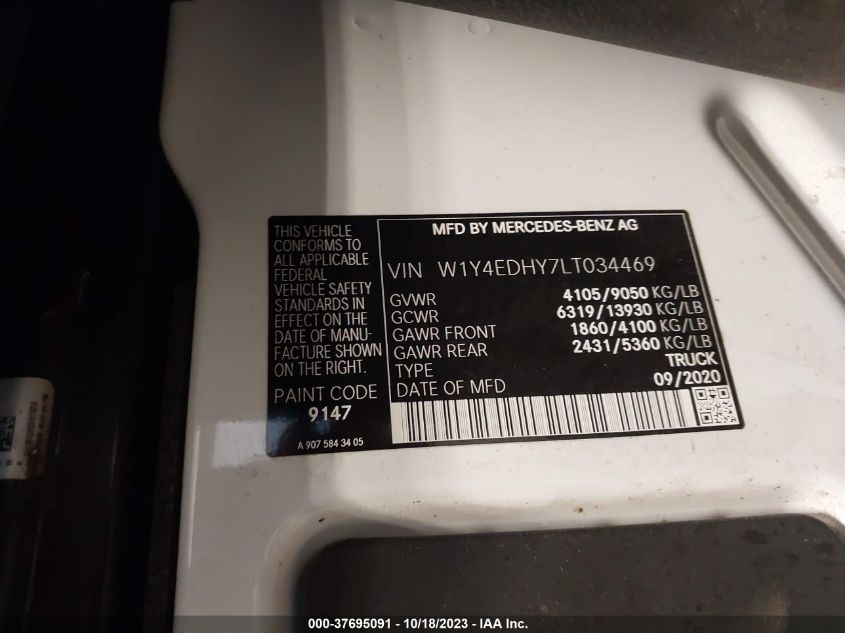 THIS VEHICLE
CONFORMS TO
ALL APPLICABLE
FEDERAL
VEHICLE SAFETY
STANDARDS IN
EFFECT ON THE
DATE OF MANU-
FACTURE SHOWN
ON THE RIGHT.
PAINT CODE
9147
A 907 584 34 05
MFD BY MERCEDES-BENZ AG
VIN W1Y4EDHY7LT034469
GVWR 4105/9050 KG/LB
GCWR 6319/13930 KG/LB
GAWR FRONT 1860/4100 KG/LB
GAWR REAR 2431/5360 KG/LB
TYPE TRUCK
DATE OF MFD 09/2020
000-37695091 - 10/18/2023 - © IAA Inc.